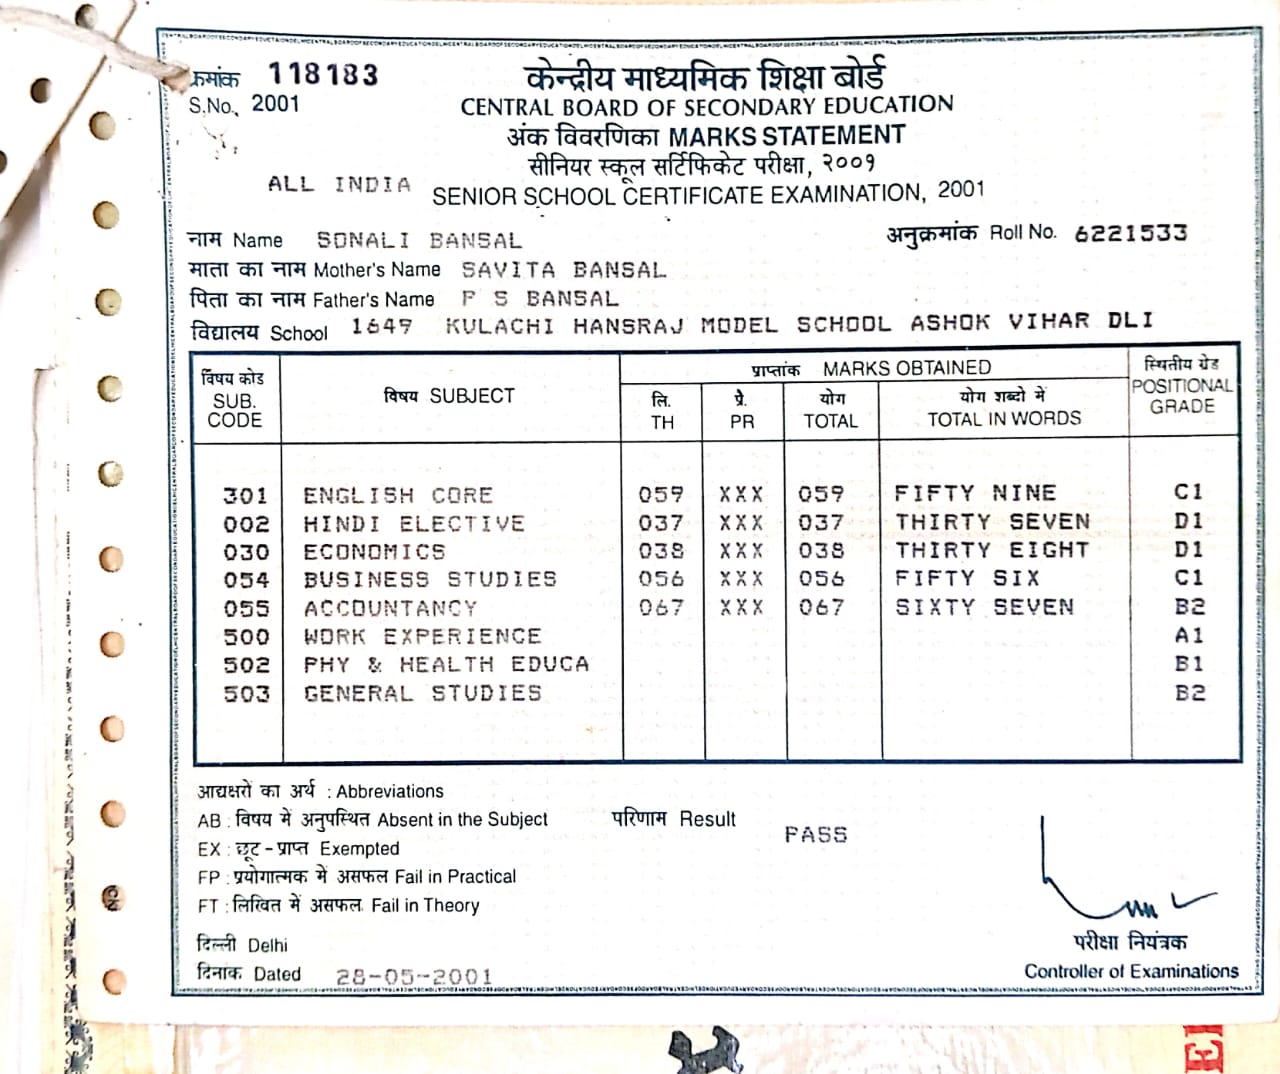 क्रमांक 118183
S.No., 2001
केन्द्रीय माध्यमिक शिक्षा बोर्ड
CENTRAL BOARD OF SECONDARY EDUCATION
अंक विवरणिका MARKS STATEMENT
सीनियर स्कूल सर्टिफिकेट परीक्षा, २००१
ALL INDIA
SENIOR SCHOOL CERTIFICATE EXAMINATION, 2001
नाम Name SONALI BANSAL
अनुक्रमांक Roll No. 6221533
माता का नाम Mother's Name SAVITA BANSAL
पिता का नाम Father's Name P S BANSAL
विद्यालय School 1649 KULACHI HANSRAJ MODEL SCHOOL ASHOK VIHAR DLI
विषय कोड SUB. CODE
विषय SUBJECT
प्राप्तांक MARKS OBTAINED
लि. TH
प्रे. PR
योग TOTAL
योग शब्दो में TOTAL IN WORDS
स्थितीय ग्रेड POSITIONAL GRADE
301 ENGLISH CORE 059 XXX 059 FIFTY NINE C1
002 HINDI ELECTIVE 037 XXX 037 THIRTY SEVEN D1
030 ECONOMICS 038 XXX 038 THIRTY EIGHT D1
054 BUSINESS STUDIES 056 XXX 056 FIFTY SIX C1
055 ACCOUNTANCY 067 XXX 067 SIXTY SEVEN B2
500 WORK EXPERIENCE A1
502 PHY & HEALTH EDUCA B1
503 GENERAL STUDIES B2
आद्यक्षरों का अर्थ : Abbreviations
AB : विषय में अनुपस्थित Absent in the Subject
परिणाम Result PASS
EX : छूट - प्राप्त Exempted
FP : प्रयोगात्मक में असफल Fail in Practical
FT : लिखित में असफल Fail in Theory
दिल्ली Delhi
दिनांक Dated 28-05-2001
परीक्षा नियंत्रक
Controller of Examinations